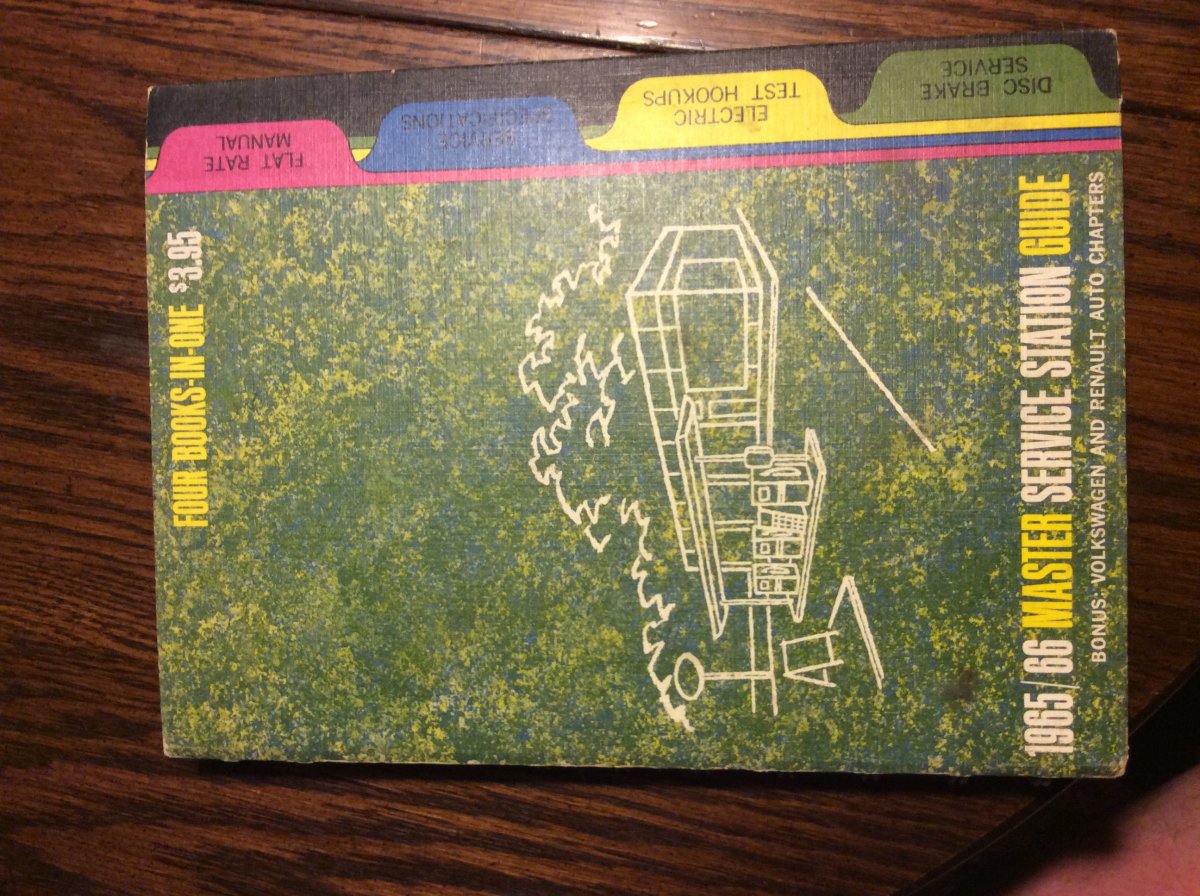 FOUR-BOOKS-IN-ONE $3.95
FLAT RATE
MANUAL
SERVICE
SPECIFICATIONS
ELECTRIC
TEST HOOKUPS
DISC BRAKE
SERVICE
1965/66 MASTER SERVICE STATION GUIDE
BONUS: VOLKSWAGEN AND RENAULT AUTO CHAPTERS